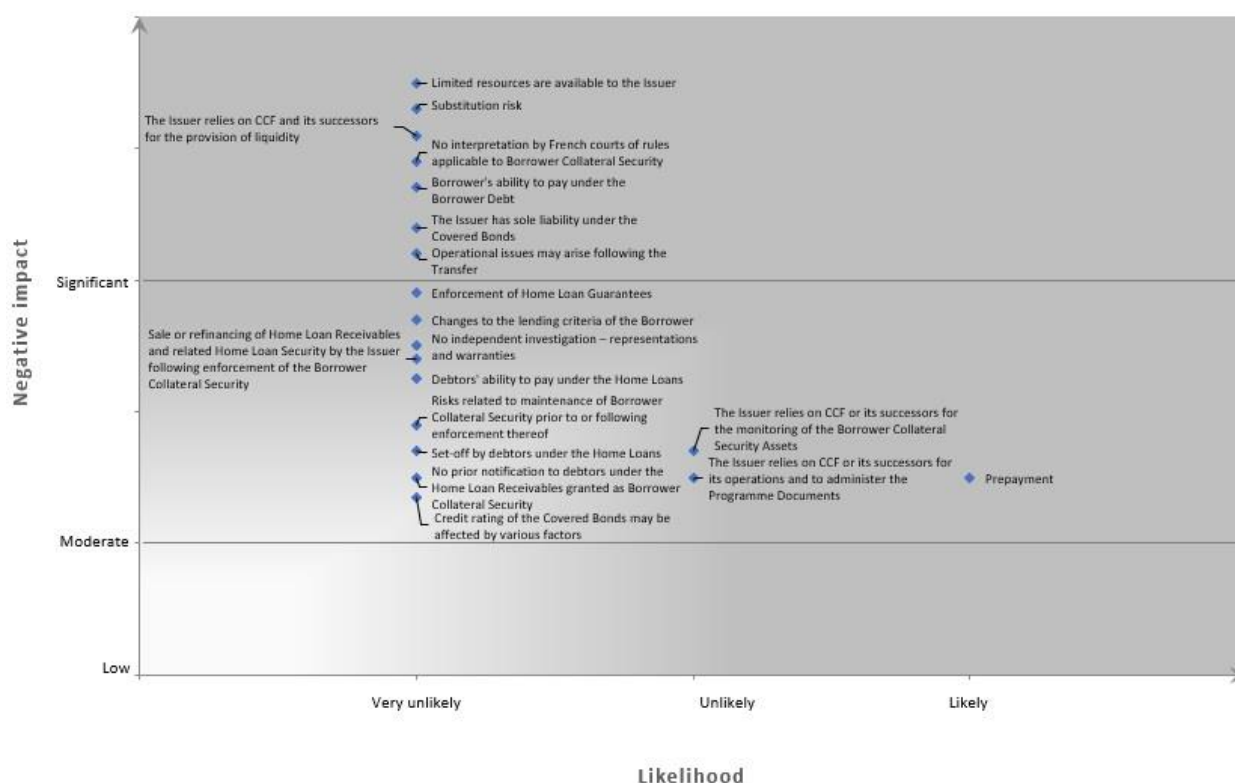 Limited resources are available to the Issuer
Substitution risk
The Issuer relies on CCF and its successors
for the provision of liquidity
No interpretation by French courts of rules
applicable to Borrower Collateral Security
Borrower's ability to pay under the
Borrower Debt
The Issuer has sole liability under the
Covered Bonds
Operational issues may arise following the
Transfer
Significant
Enforcement of Home Loan Guarantees
Changes to the lending criteria of the Borrower
Sale or refinancing of Home Loan Receivables
and related Home Loan Security by the Issuer
following enforcement of the Borrower
Collateral Security
No independent investigation – representations
and warranties
Debtors' ability to pay under the Home Loans
Risks related to maintenance of Borrower
Collateral Security prior to or following
enforcement thereof
Set-off by debtors under the Home Loans
No prior notification to debtors under the
Home Loan Receivables granted as Borrower
Collateral Security
Credit rating of the Covered Bonds may be
affected by various factors
The Issuer relies on CCF or its successors for
the monitoring of the Borrower Collateral
Security Assets
The Issuer relies on CCF or its successors for
its operations and to administer the
Programme Documents
Prepayment
Moderate
Low
Negative impact
Very unlikely
Unlikely
Likely
Likelihood